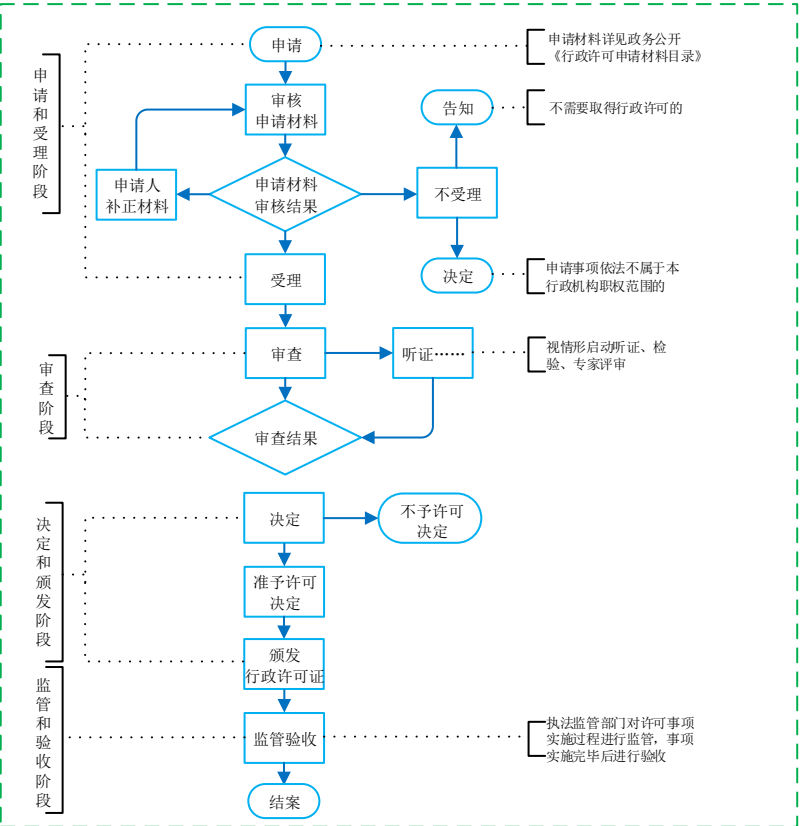 申请
申请材料详见政务公开
《行政许可申请材料目录》
申请和受理阶段
审核
申请材料
告知
不需要取得行政许可的
申请人
补正材料
申请材料
审核结果
不受理
受理
决定
申请事项依法不属于本
行政机构职权范围的
审查阶段
审查
听证……
视情形启动听证、检
验、专家评审
审查结果
决定和颁发阶段
决定
不予许可
决定
准予许可
决定
颁发
行政许可证
监管和验收阶段
监管验收
执法监管部门对许可事项
实施过程进行监管，事项
实施完毕后进行验收
结案